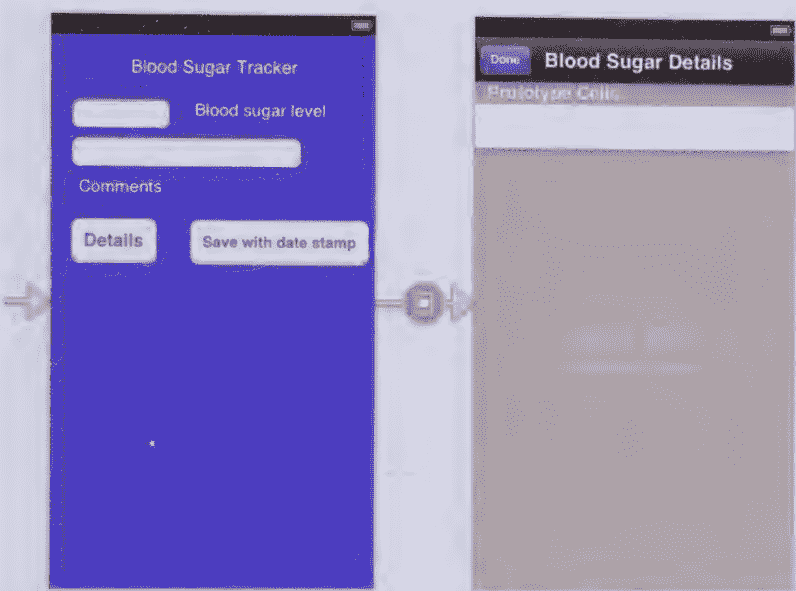 Blood Sugar Tracker
Blood sugar level
Comments
Details
Save with date stamp
Done
Blood Sugar Details
Prototype Cells